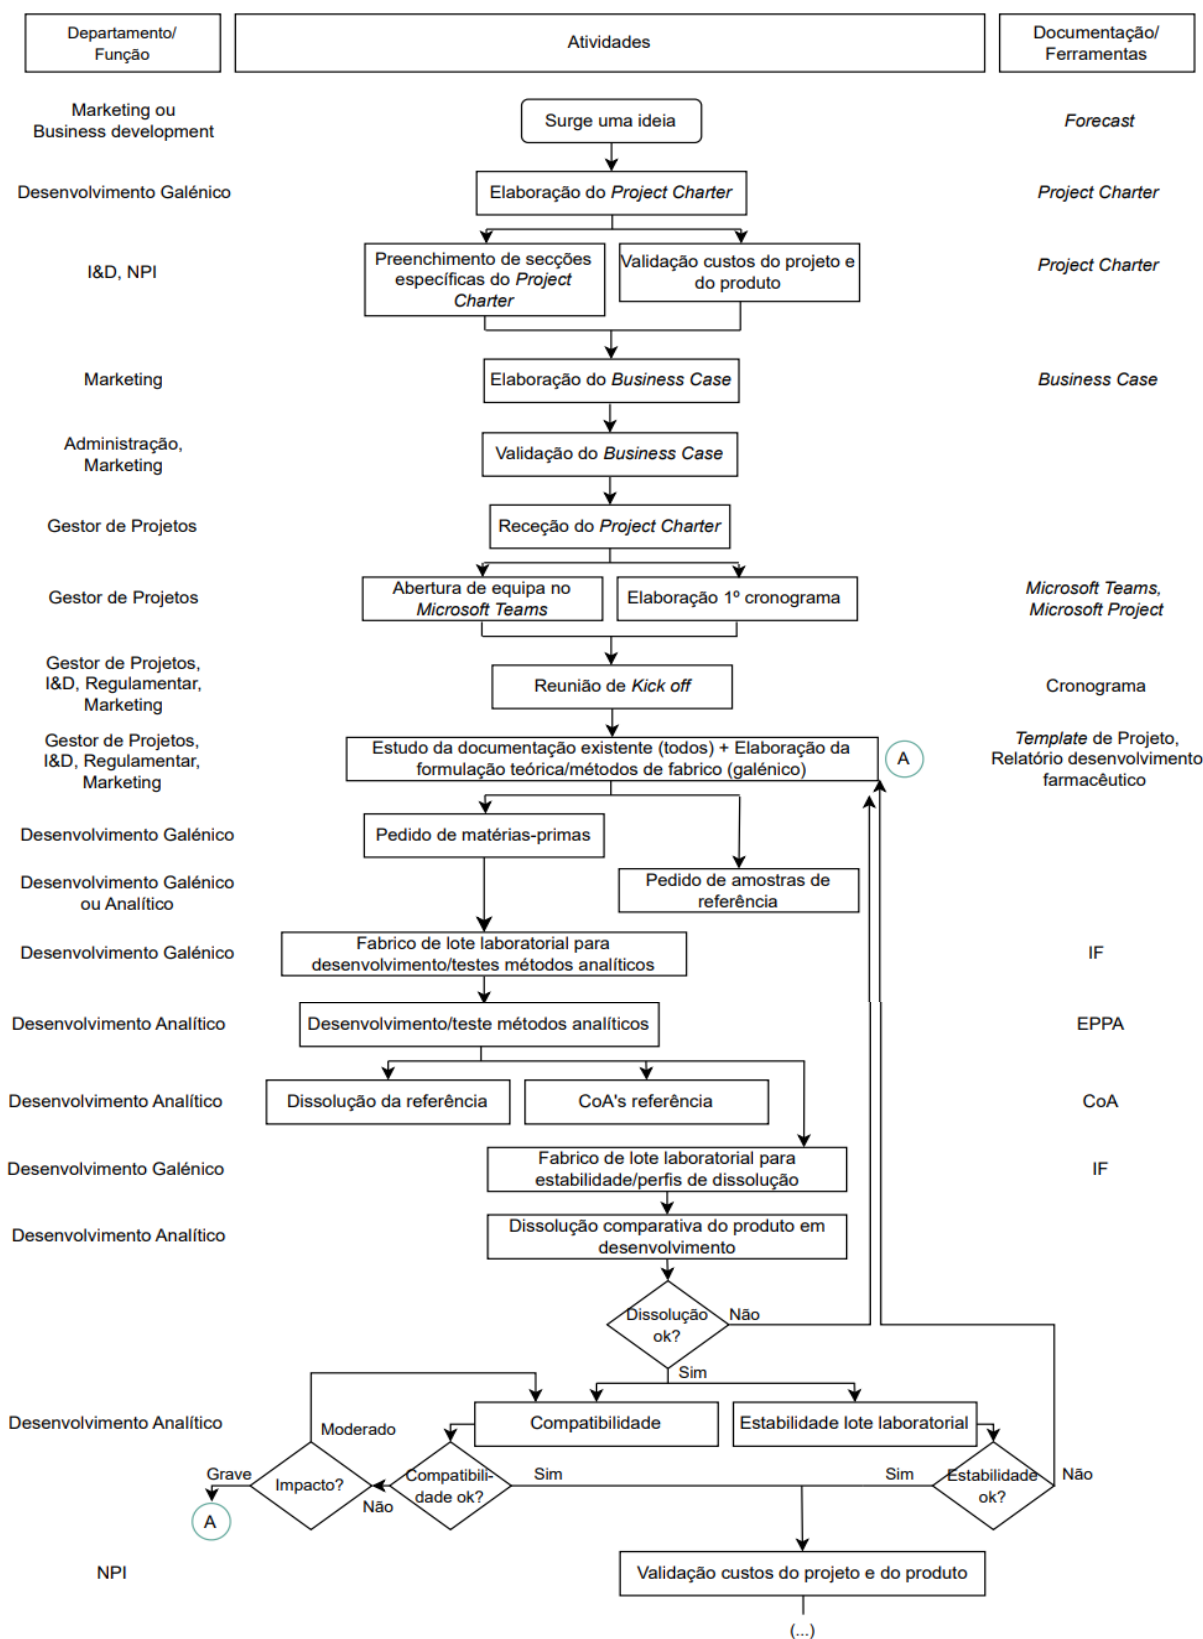 Departamento/
Função
Atividades
Documentação/
Ferramentas
Marketing ou
Business development
Surge uma ideia
Forecast
Desenvolvimento Galénico
Elaboração do Project Charter
Project Charter
I&D, NPI
Preenchimento de secções
específicas do Project
Charter
Validação custos do projeto e
do produto
Project Charter
Marketing
Elaboração do Business Case
Business Case
Administração,
Marketing
Validação do Business Case
Gestor de Projetos
Receção do Project Charter
Gestor de Projetos
Abertura de equipa no
Microsoft Teams
Elaboração 1º cronograma
Microsoft Teams,
Microsoft Project
Gestor de Projetos,
I&D, Regulamentar,
Marketing
Reunião de Kick off
Cronograma
Gestor de Projetos,
I&D, Regulamentar,
Marketing
Estudo da documentação existente (todos) + Elaboração da
formulação teórica/métodos de fabrico (galénico)
A
Template de Projeto,
Relatório desenvolvimento
farmacêutico
Desenvolvimento Galénico
Pedido de matérias-primas
Desenvolvimento Galénico
ou Analítico
Pedido de amostras de
referência
Desenvolvimento Galénico
Fabrico de lote laboratorial para
desenvolvimento/testes métodos analíticos
IF
Desenvolvimento Analítico
Desenvolvimento/teste métodos analíticos
EPPA
Desenvolvimento Analítico
Dissolução da referência
CoA's referência
CoA
Desenvolvimento Galénico
Fabrico de lote laboratorial para
estabilidade/perfis de dissolução
IF
Desenvolvimento Analítico
Dissolução comparativa do produto em
desenvolvimento
Dissolução
ok?
Não
Sim
Desenvolvimento Analítico
Compatibilidade
Estabilidade lote laboratorial
Moderado
Grave
Impacto?
Não
Compatibili-
dade ok?
Sim
Sim
Estabilidade
ok?
Não
A
NPI
Validação custos do projeto e do produto
(...)